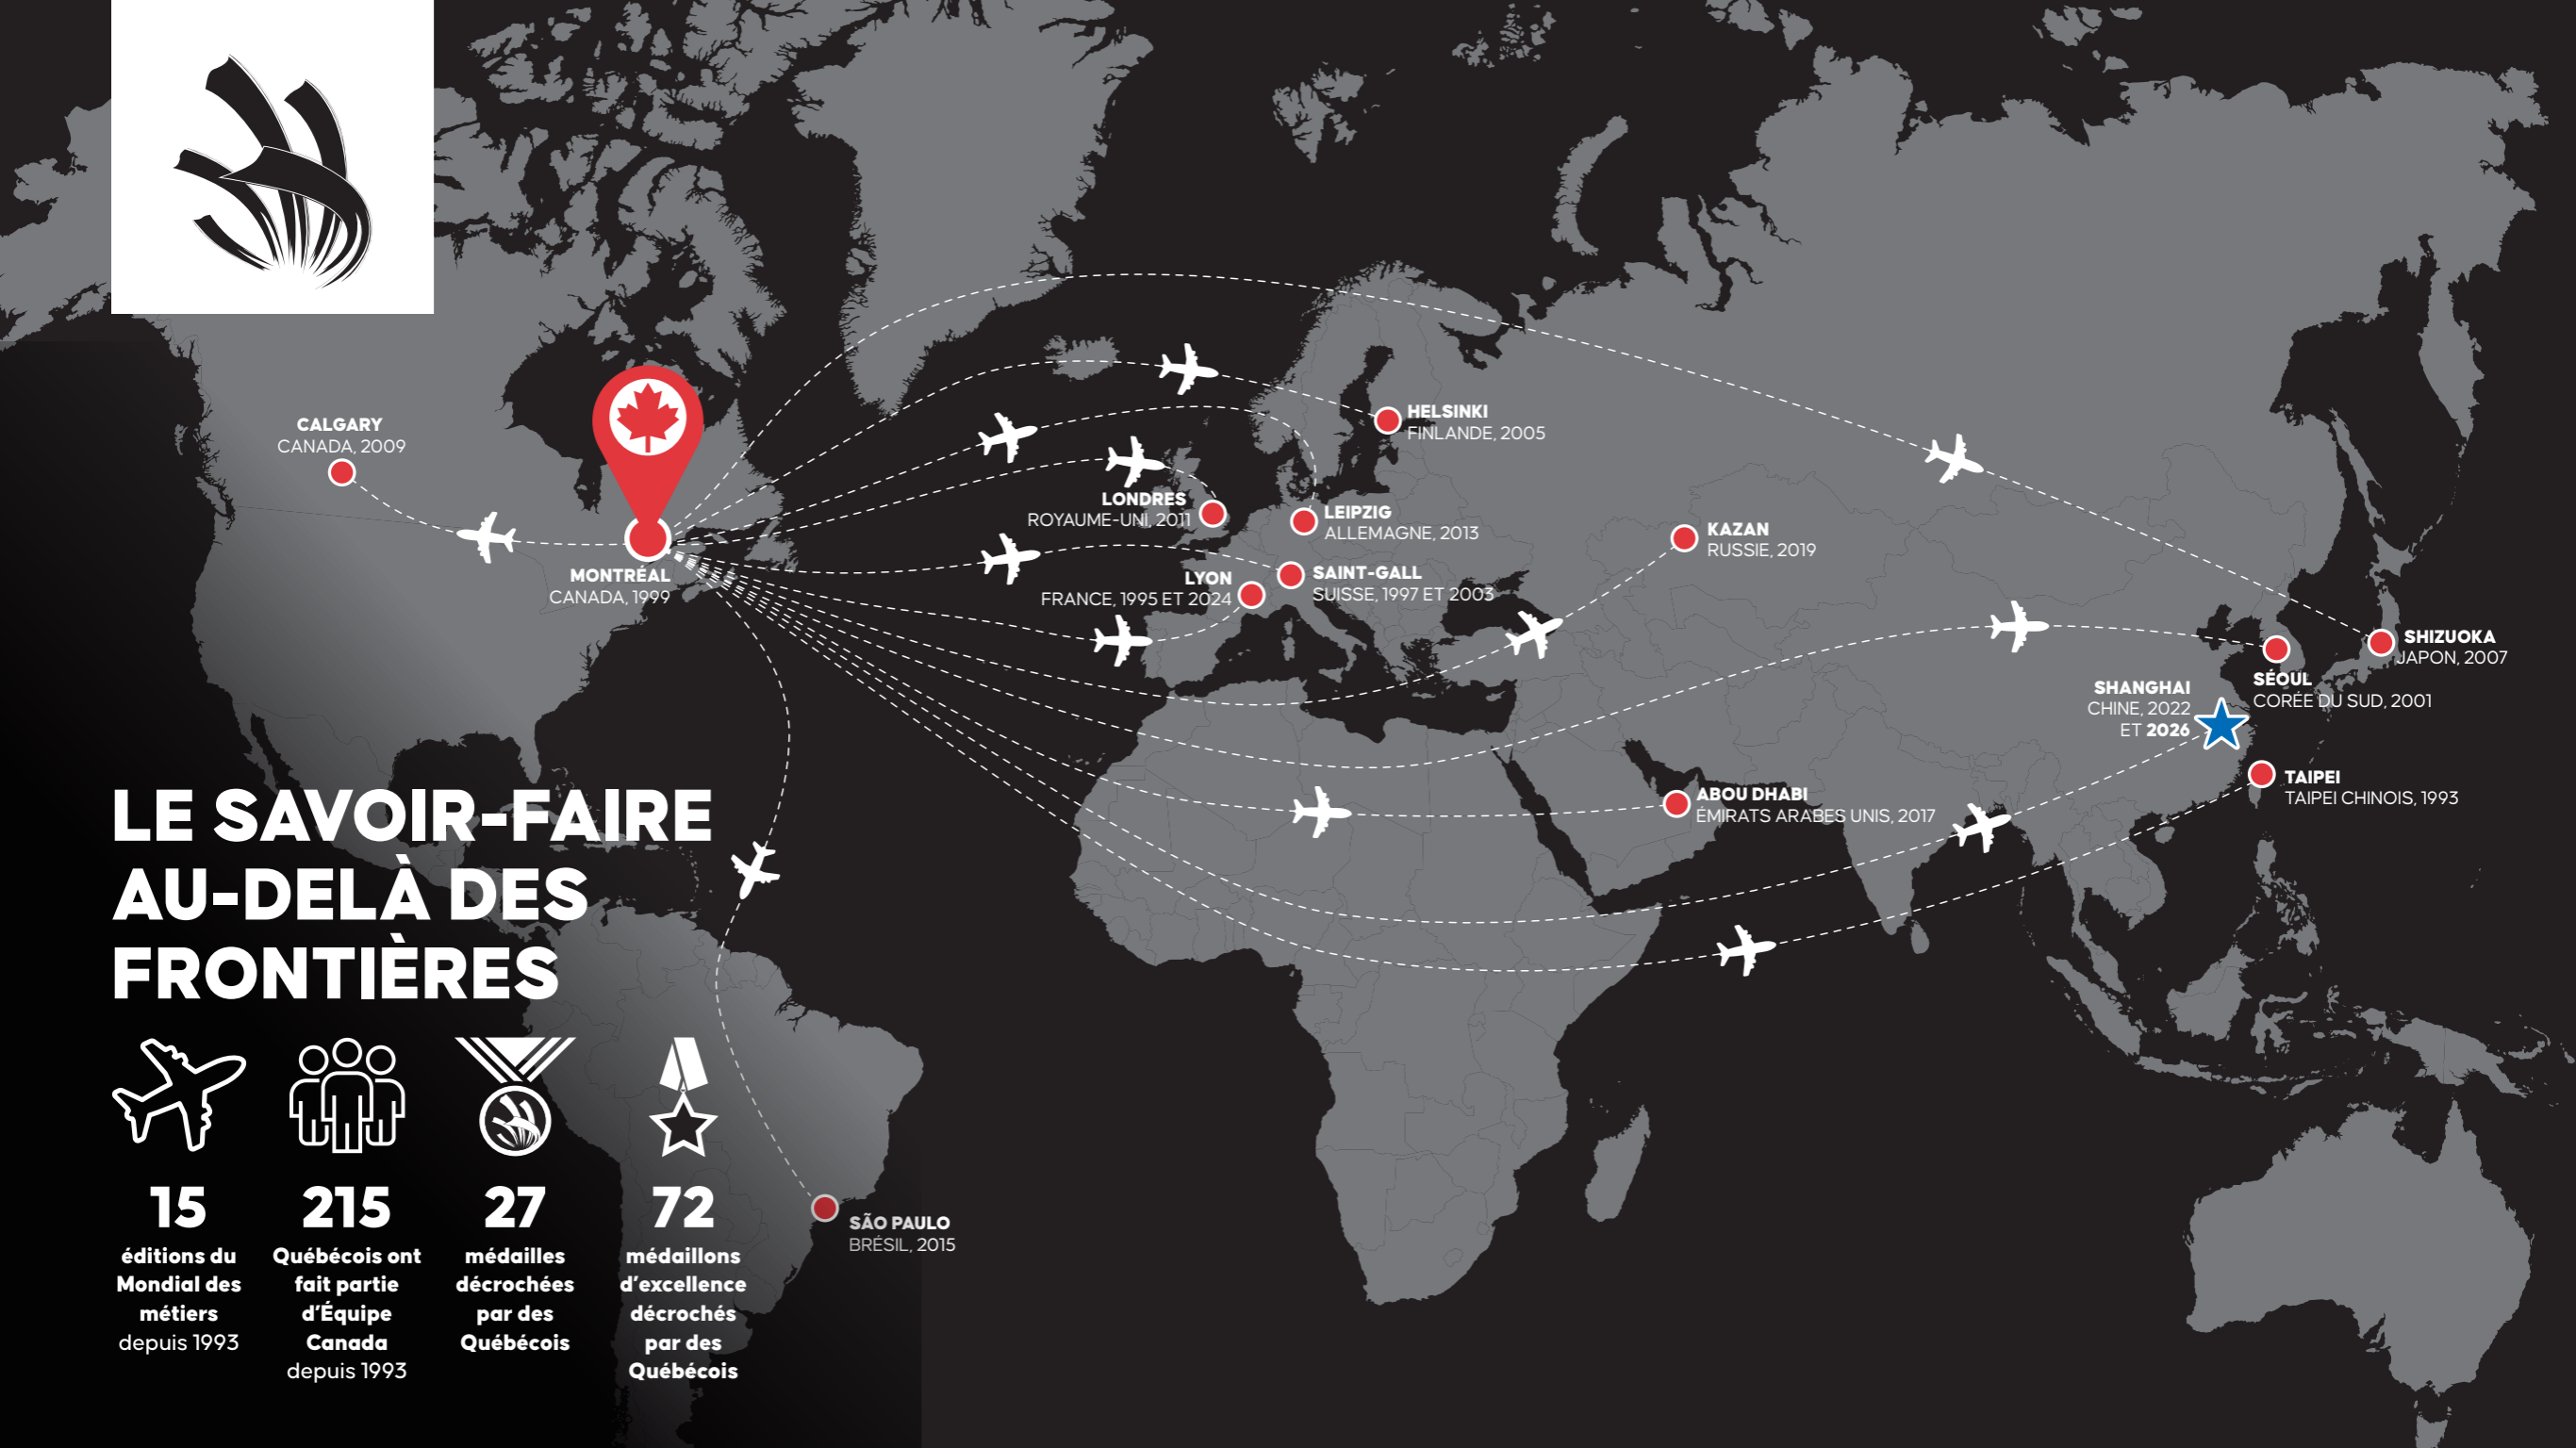 CALGARY
CANADA, 2009
MONTRÉAL
CANADA, 1999
HELSINKI
FINLANDE, 2005
LONDRES
ROYAUME-UNI, 2011
LEIPZIG
ALLEMAGNE, 2013
LYON
FRANCE, 1995 ET 2024
SAINT-GALL
SUISSE, 1997 ET 2003
KAZAN
RUSSIE, 2019
SHIZUOKA
JAPON, 2007
SÉOUL
CORÉE DU SUD, 2001
SHANGHAI
CHINE, 2022
ET 2026
TAIPEI
TAIPEI CHINOIS, 1993
ABOU DHABI
ÉMIRATS ARABES UNIS, 2017
SÃO PAULO
BRÉSIL, 2015
LE SAVOIR-FAIRE
AU-DELÀ DES
FRONTIÈRES
15
éditions du
Mondial des
métiers
depuis 1993
215
Québécois ont
fait partie
d'Équipe
Canada
depuis 1993
27
médailles
décrochées
par des
Québécois
72
médaillons
d'excellence
décrochés
par des
Québécois